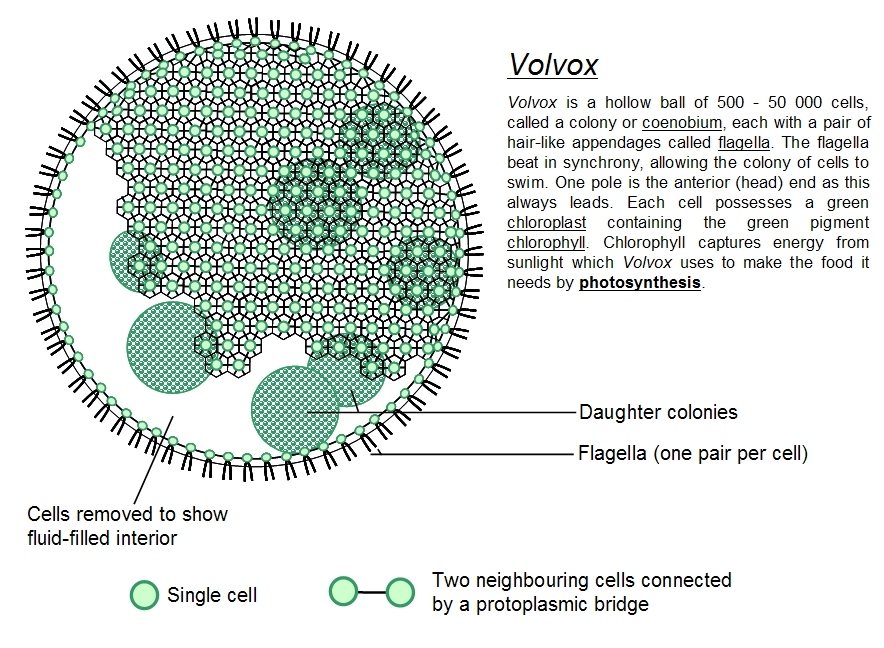 Volvox
Volvox is a hollow ball of 500 - 50 000 cells,
called a colony or coenobium, each with a pair of
hair-like appendages called flagella. The flagella
beat in synchrony, allowing the colony of cells to
swim. One pole is the anterior (head) end as this
always leads. Each cell possesses a green
chloroplast containing the green pigment
chlorophyll. Chlorophyll captures energy from
sunlight which Volvox uses to make the food it
needs by photosynthesis.
Daughter colonies
Flagella (one pair per cell)
Cells removed to show
fluid-filled interior
Single cell
Two neighbouring cells connected
by a protoplasmic bridge